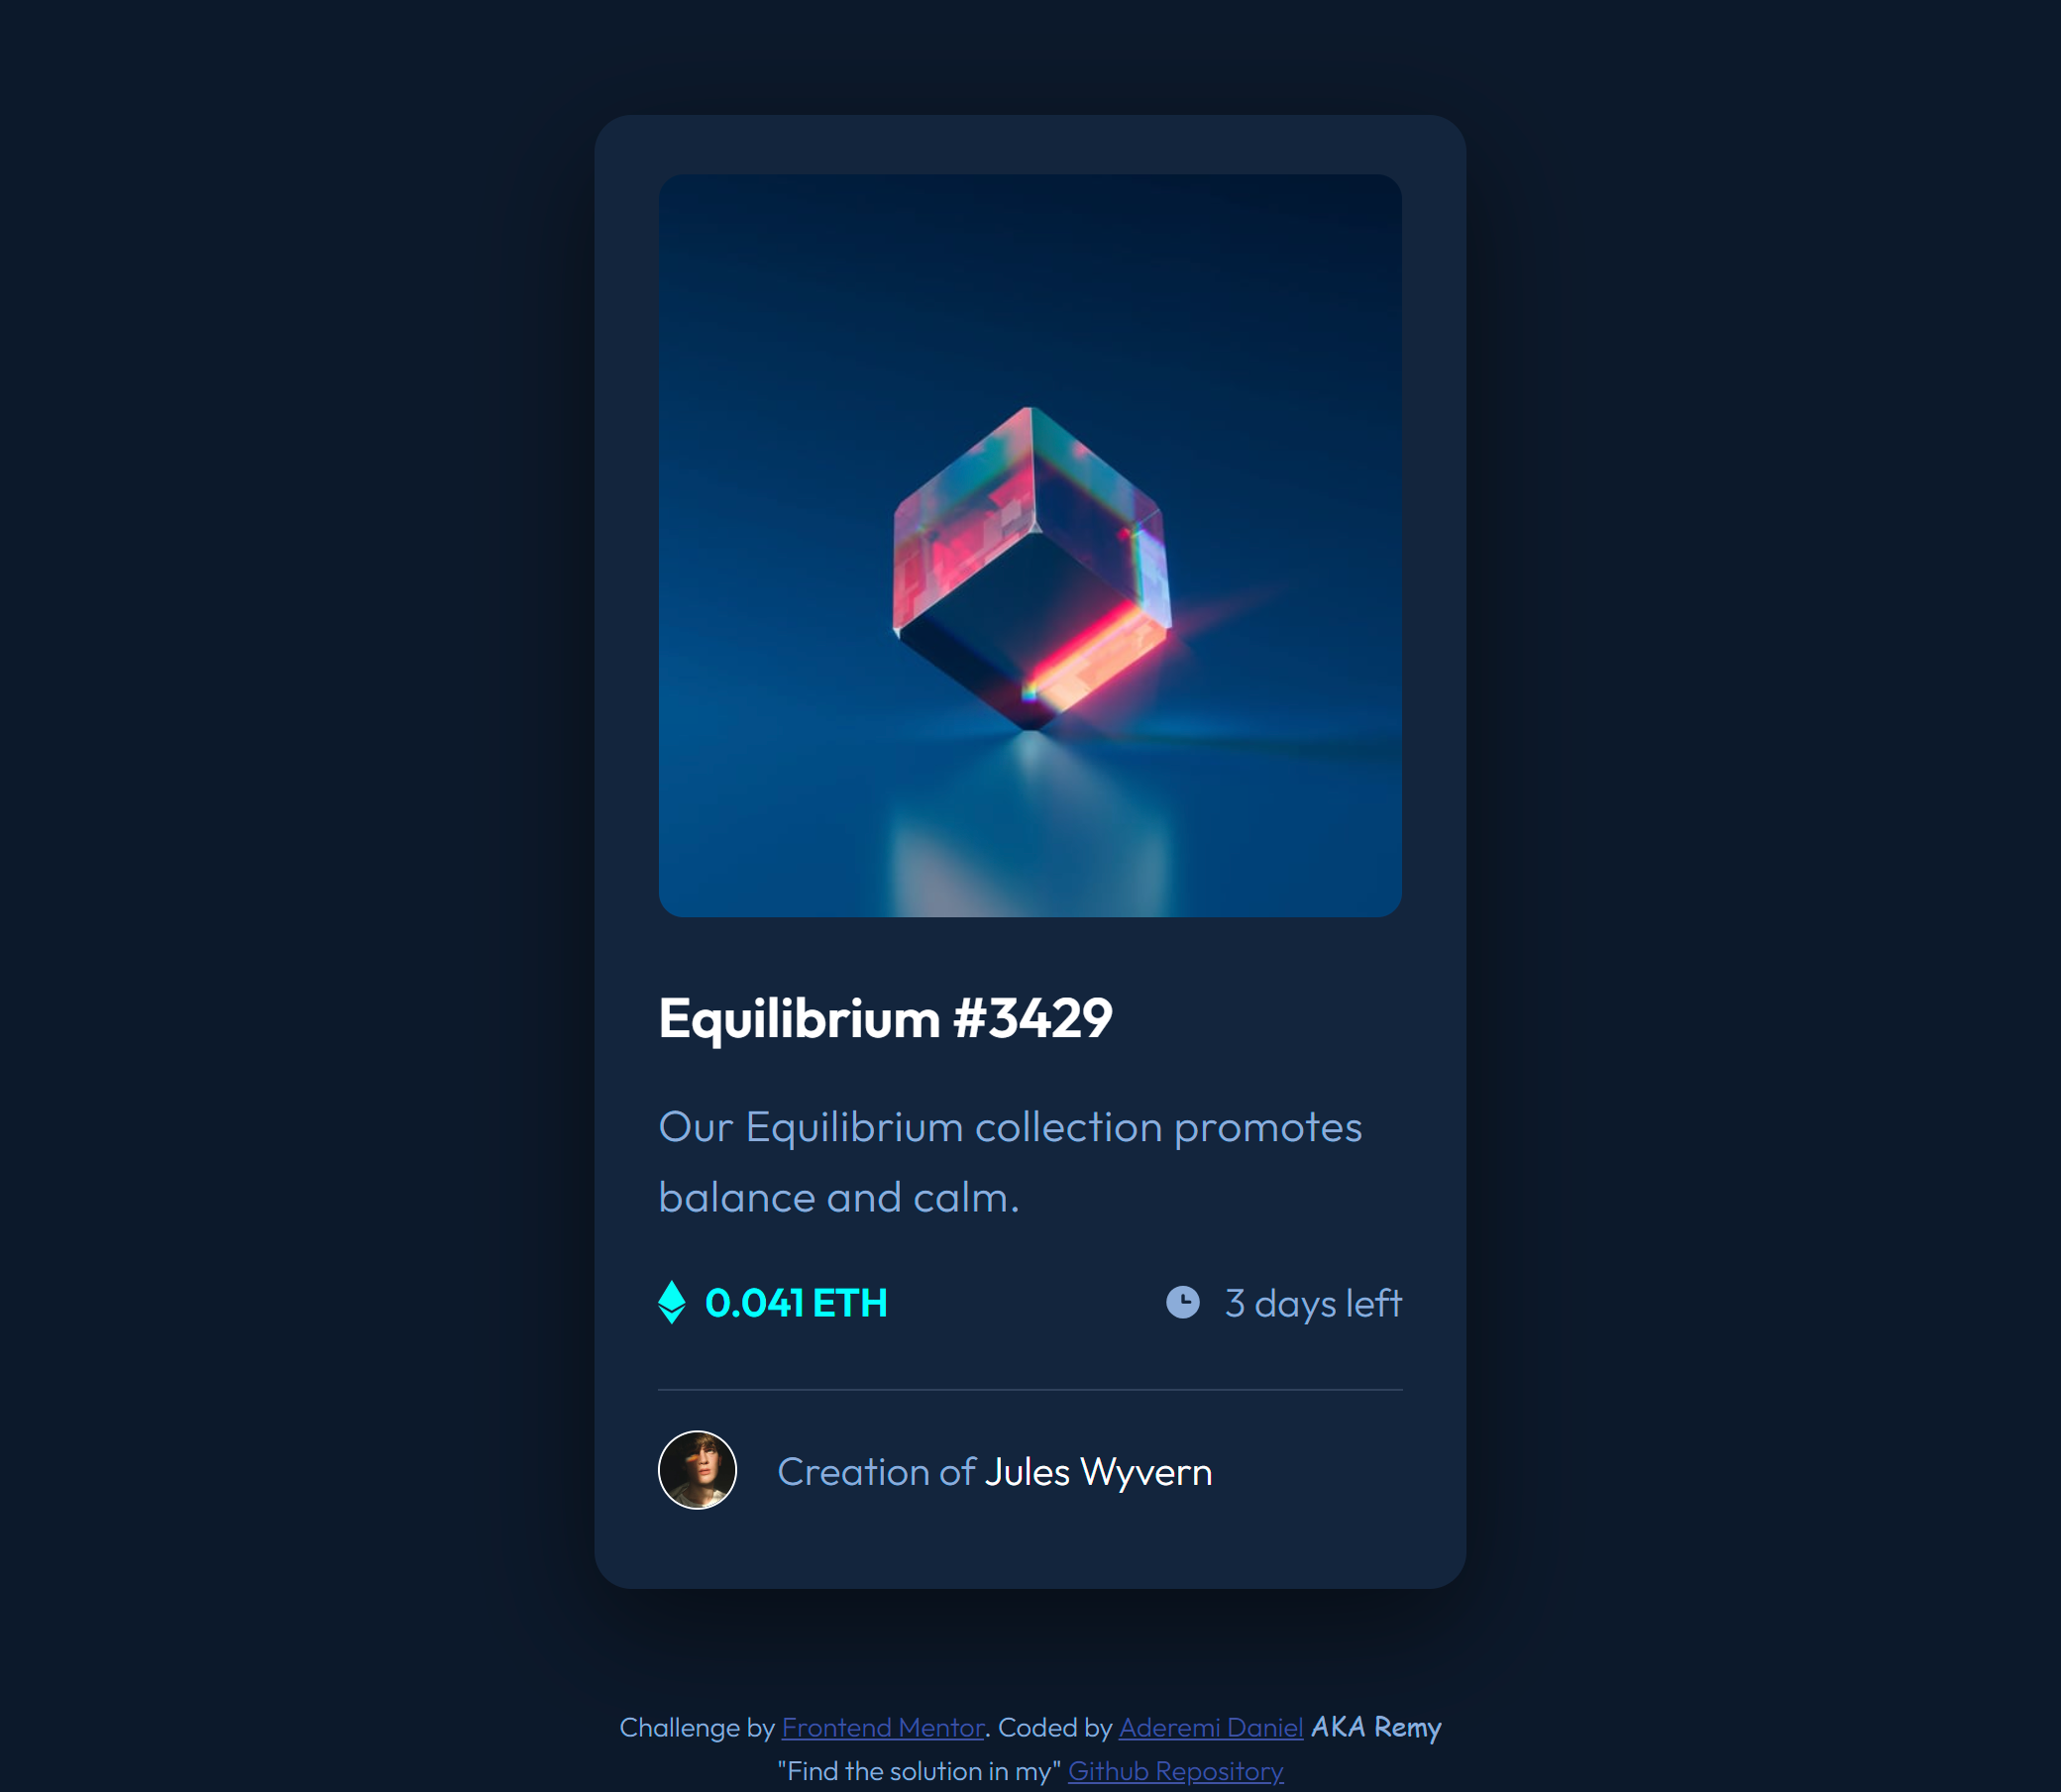 Equilibrium #3429
Our Equilibrium collection promotes
balance and calm.
0.041 ETH
3 days left
Creation of Jules Wyvern
Challenge by Frontend Mentor. Coded by Aderemi Daniel AKA Remy
"Find the solution in my" Github Repository